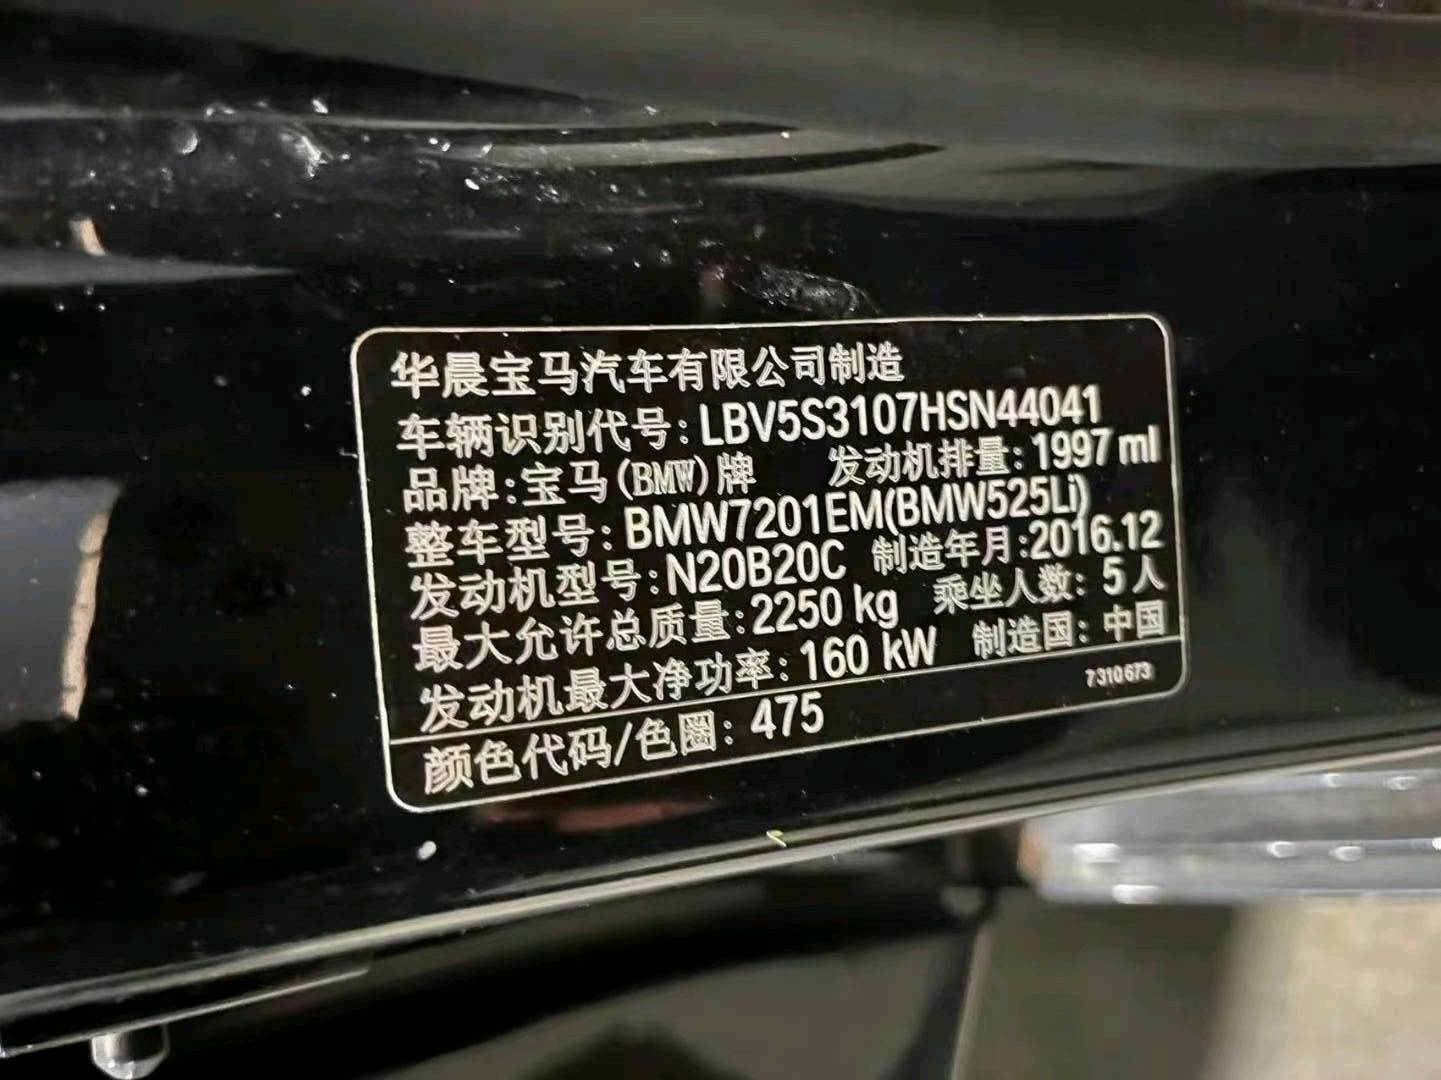 华晨宝马汽车有限公司制造
车辆识别代号：LBV5S3107HSN44041
品牌：宝马(BMW)牌 发动机排量：1997 ml
整车型号：BMW7201EM(BMW525Li)
发动机型号：N20B20C 制造年月：2016.12
最大允许总质量：2250 kg 乘坐人数：5人
发动机最大净功率：160 kW 制造国：中国
7 310 673
颜色代码/色圈：475